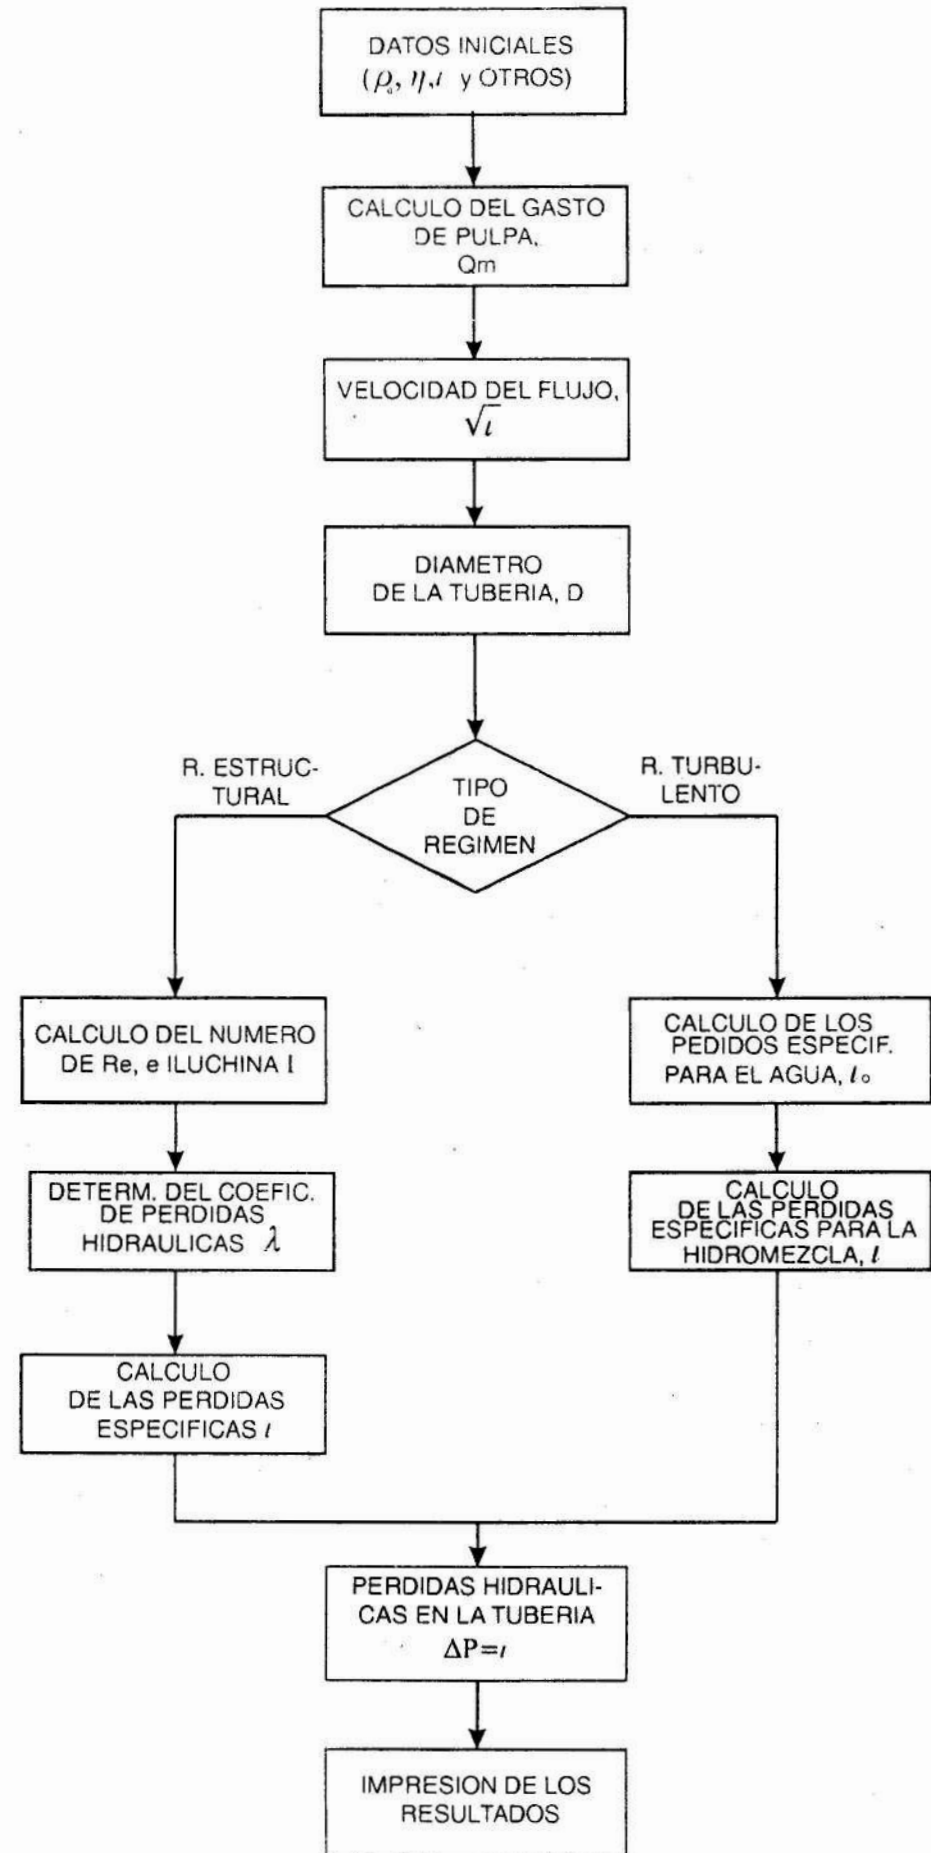 DATOS INICIALES
(ρₐ, η, ι y OTROS)
CALCULO DEL GASTO
DE PULPA,
Qm
VELOCIDAD DEL FLUJO,
√ι
DIAMETRO
DE LA TUBERIA, D
R. ESTRUC-
TURAL
TIPO
DE
REGIMEN
R. TURBU-
LENTO
CALCULO DEL NUMERO
DE Re, e ILUCHINA I
DETERM. DEL COEFIC.
DE PERDIDAS
HIDRAULICAS λ
CALCULO
DE LAS PERDIDAS
ESPECIFICAS ι
CALCULO DE LOS
PEDIDOS ESPECIF.
PARA EL AGUA, ι₀
CALCULO
DE LAS PERDIDAS
ESPECIFICAS PARA LA
HIDROMEZCLA, ι
PERDIDAS HIDRAULI-
CAS EN LA TUBERIA
ΔP=ι
IMPRESION DE LOS
RESULTADOS